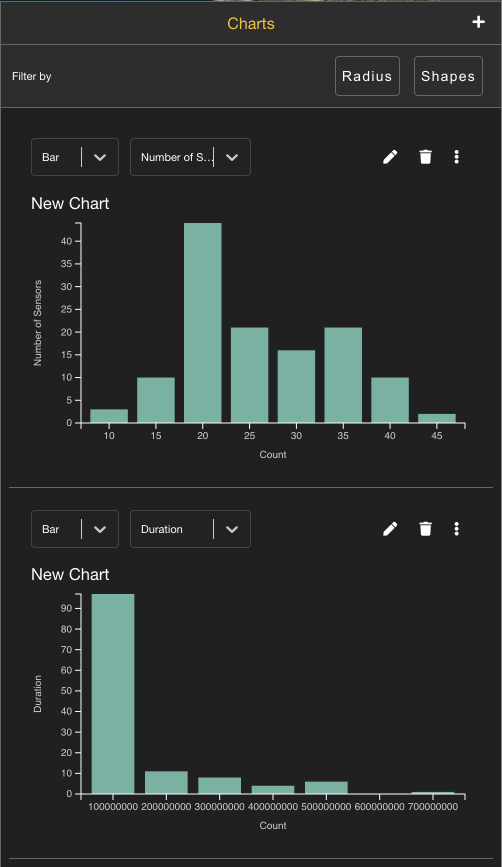 Charts +
Filter by Radius Shapes
Bar Number of S...
New Chart
40
35
30
25
20
15
10
5
0
Number of Sensors
10 15 20 25 30 35 40 45
Count
Bar Duration
New Chart
90
80
70
60
50
40
30
20
10
0
Duration
100000000 200000000 300000000 400000000 500000000 600000000 700000000
Count